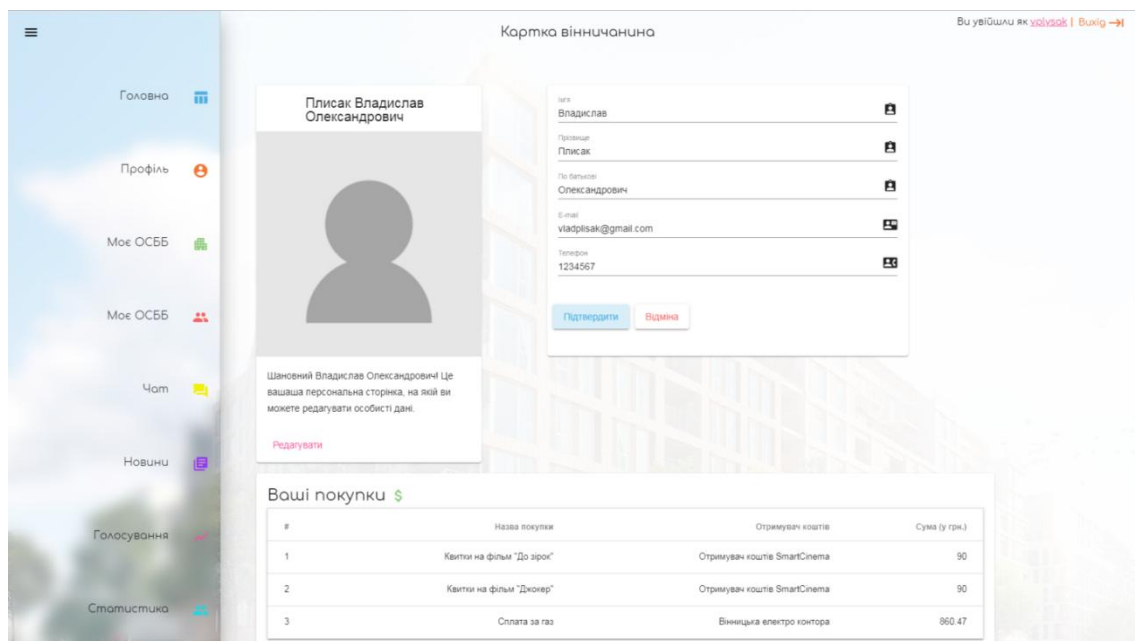 Картка вінничанина
Ви увійшли як vplysak | Вихід
Головна
Профіль
Моє ОСББ
Моє ОСББ
Чат
Новини
Голосування
Статистика
Плисак Владислав
Олександрович
Шановний Владислав Олександрович! Це
вашаша персональна сторінка, на якій ви
можете редагувати особисті дані.
Редагувати
Ім'я
Владислав
Прізвище
Плисак
По батькові
Олександрович
E-mail
vladplisak@gmail.com
Телефон
1234567
Підтвердити Відміна
Ваші покупки $
# Назва покупки Отримувач коштів Сума (у грн.)
1 Квитки на фільм "До зірок" Отримувач коштів SmartCinema 90
2 Квитки на фільм "Джокер" Отримувач коштів SmartCinema 90
3 Сплата за газ Вінницька електро контора 860.47